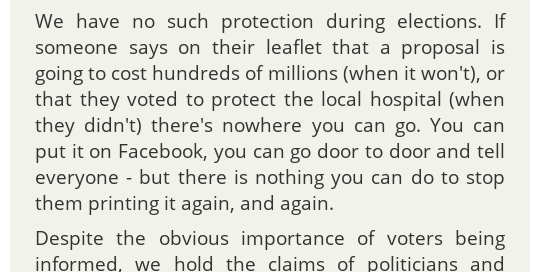 We have no such protection during elections. If
someone says on their leaflet that a proposal is
going to cost hundreds of millions (when it won't), or
that they voted to protect the local hospital (when
they didn't) there's nowhere you can go. You can
put it on Facebook, you can go door to door and tell
everyone - but there is nothing you can do to stop
them printing it again, and again.
Despite the obvious importance of voters being
informed, we hold the claims of politicians and